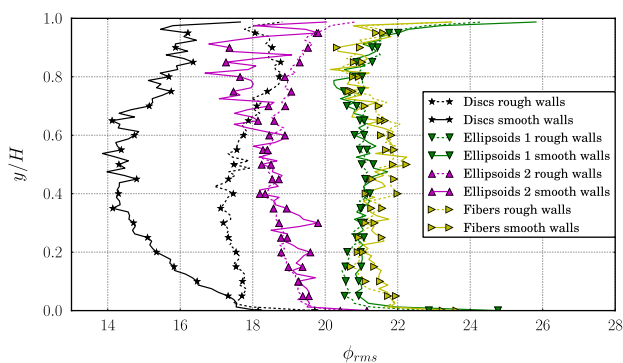 1.0
0.8
0.6
0.4
0.2
0.0
y/H
Discs rough walls
Discs smooth walls
Ellipsoids 1 rough walls
Ellipsoids 1 smooth walls
Ellipsoids 2 rough walls
Ellipsoids 2 smooth walls
Fibers rough walls
Fibers smooth walls
14 16 18 20 22 24 26 28
ϕrms